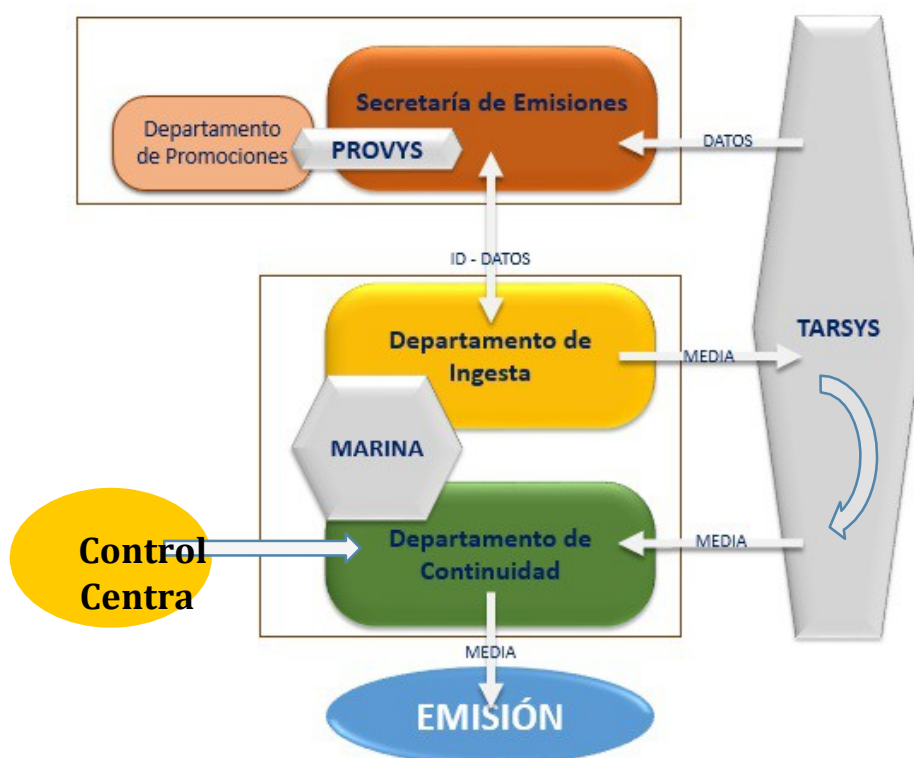 Secretaría de Emisiones
Departamento
de Promociones
PROVYS
DATOS
ID - DATOS
Departamento de
Ingesta
MEDIA
TARSYS
MARINA
Control
Centra
Departamento de
Continuidad
MEDIA
MEDIA
EMISIÓN